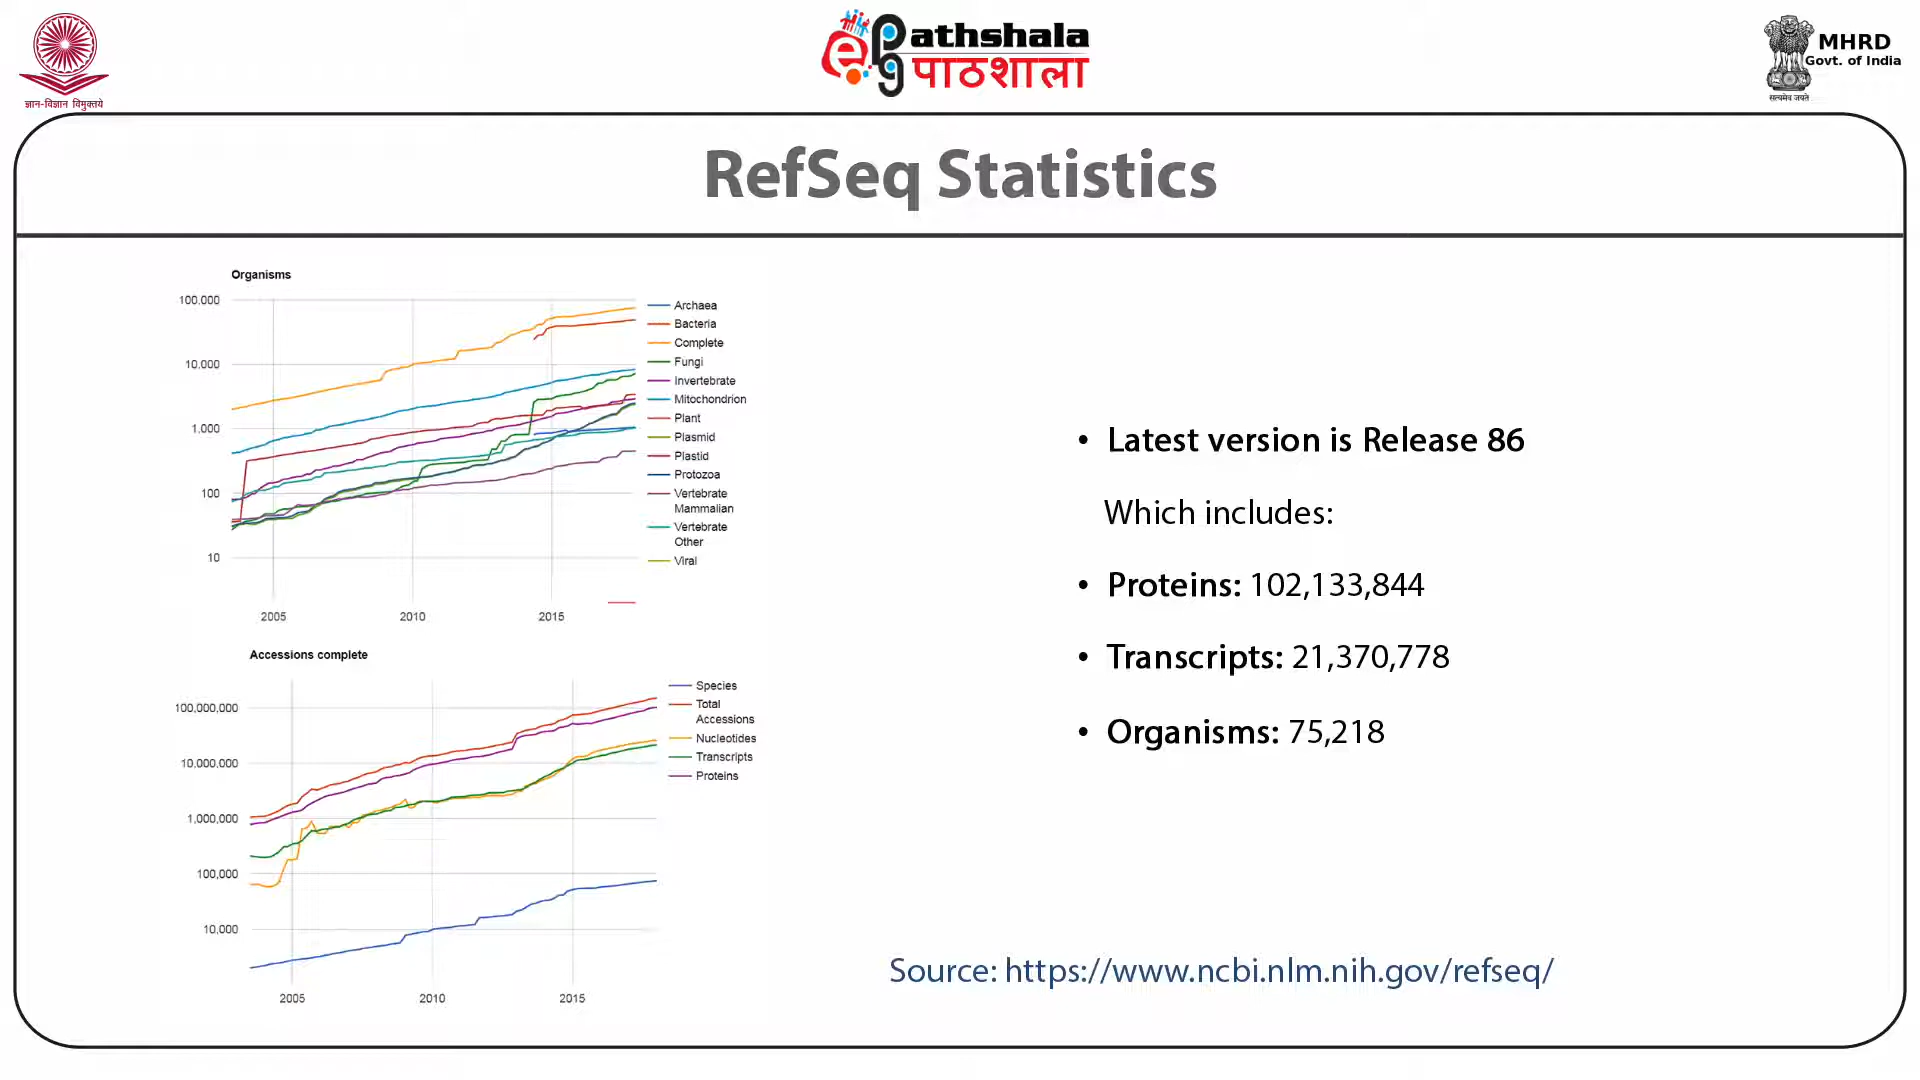 ज्ञान-विज्ञान विमुक्तये
ePathshala
पाठशाला
सत्यमेव जयते
MHRD
Govt. of India
RefSeq Statistics
Organisms
100.000
10,000
1.000
100
10
2005
2010
2015
Archaea
Bacteria
Complete
Fungi
Invertebrate
Mitochondrion
Plant
Plasmid
Plastid
Protozoa
Vertebrate
Mammalian
Vertebrate
Other
Viral
Accessions complete
100,000,000
10.000.000
1,000,000
100,000
10.000
2005
2010
2015
Species
Total
Accessions
Nucleotides
Transcripts
Proteins
• Latest version is Release 86
Which includes:
• Proteins: 102,133,844
• Transcripts: 21,370,778
• Organisms: 75,218
Source: https://www.ncbi.nlm.nih.gov/refseq/